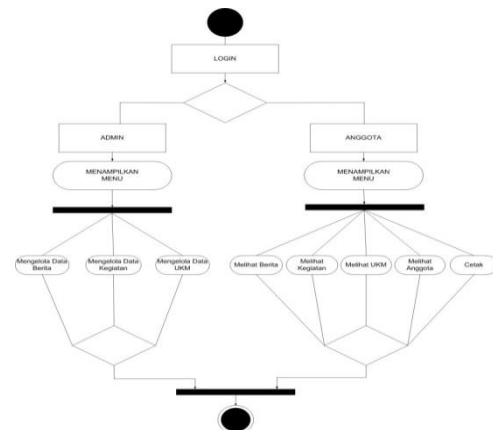 LOGIN
ADMIN
ANGGOTA
MENAMPILKAN
MENU
MENAMPILKAN
MENU
Mengelola Data
Berita
Mengelola Data
Kegiatan
Mengelola Data
UKM
Melihat Berita
Melihat
Kegiatan
Melihat UKM
Melihat
Anggota
Cetak